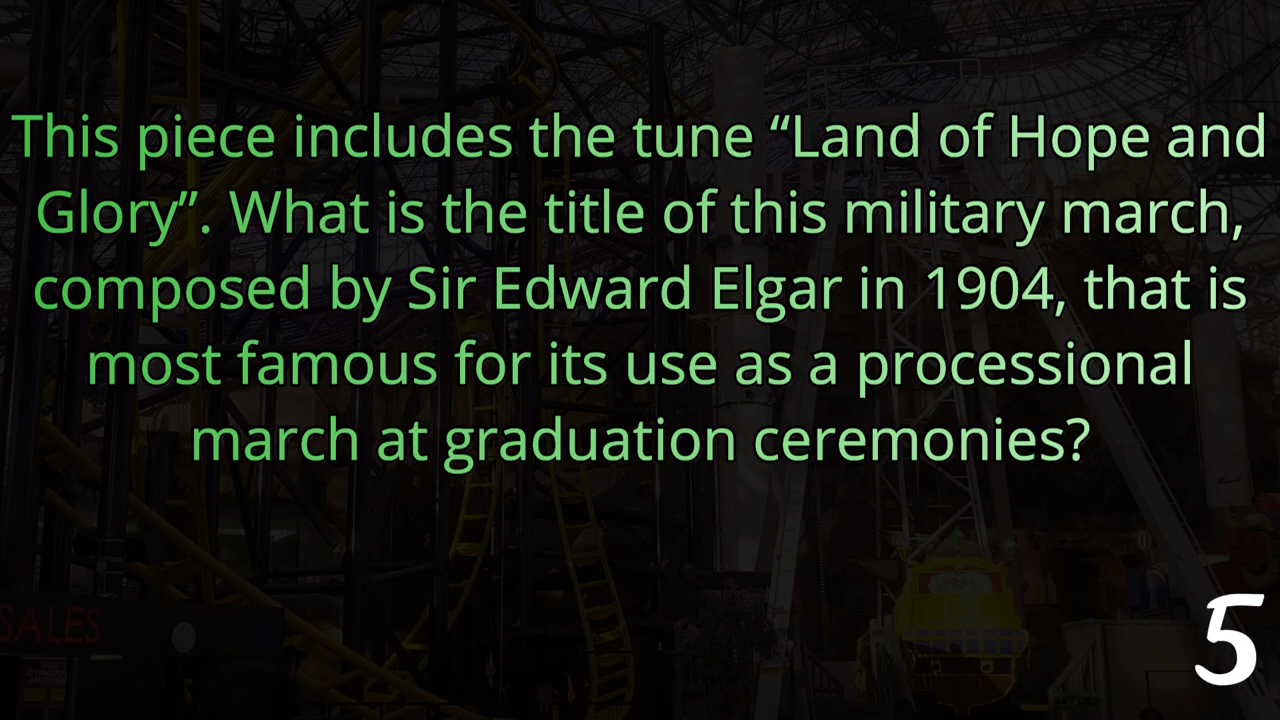 This piece includes the tune “Land of Hope and
Glory”. What is the title of this military march,
composed by Sir Edward Elgar in 1904, that is
most famous for its use as a processional
march at graduation ceremonies?
SALES
5